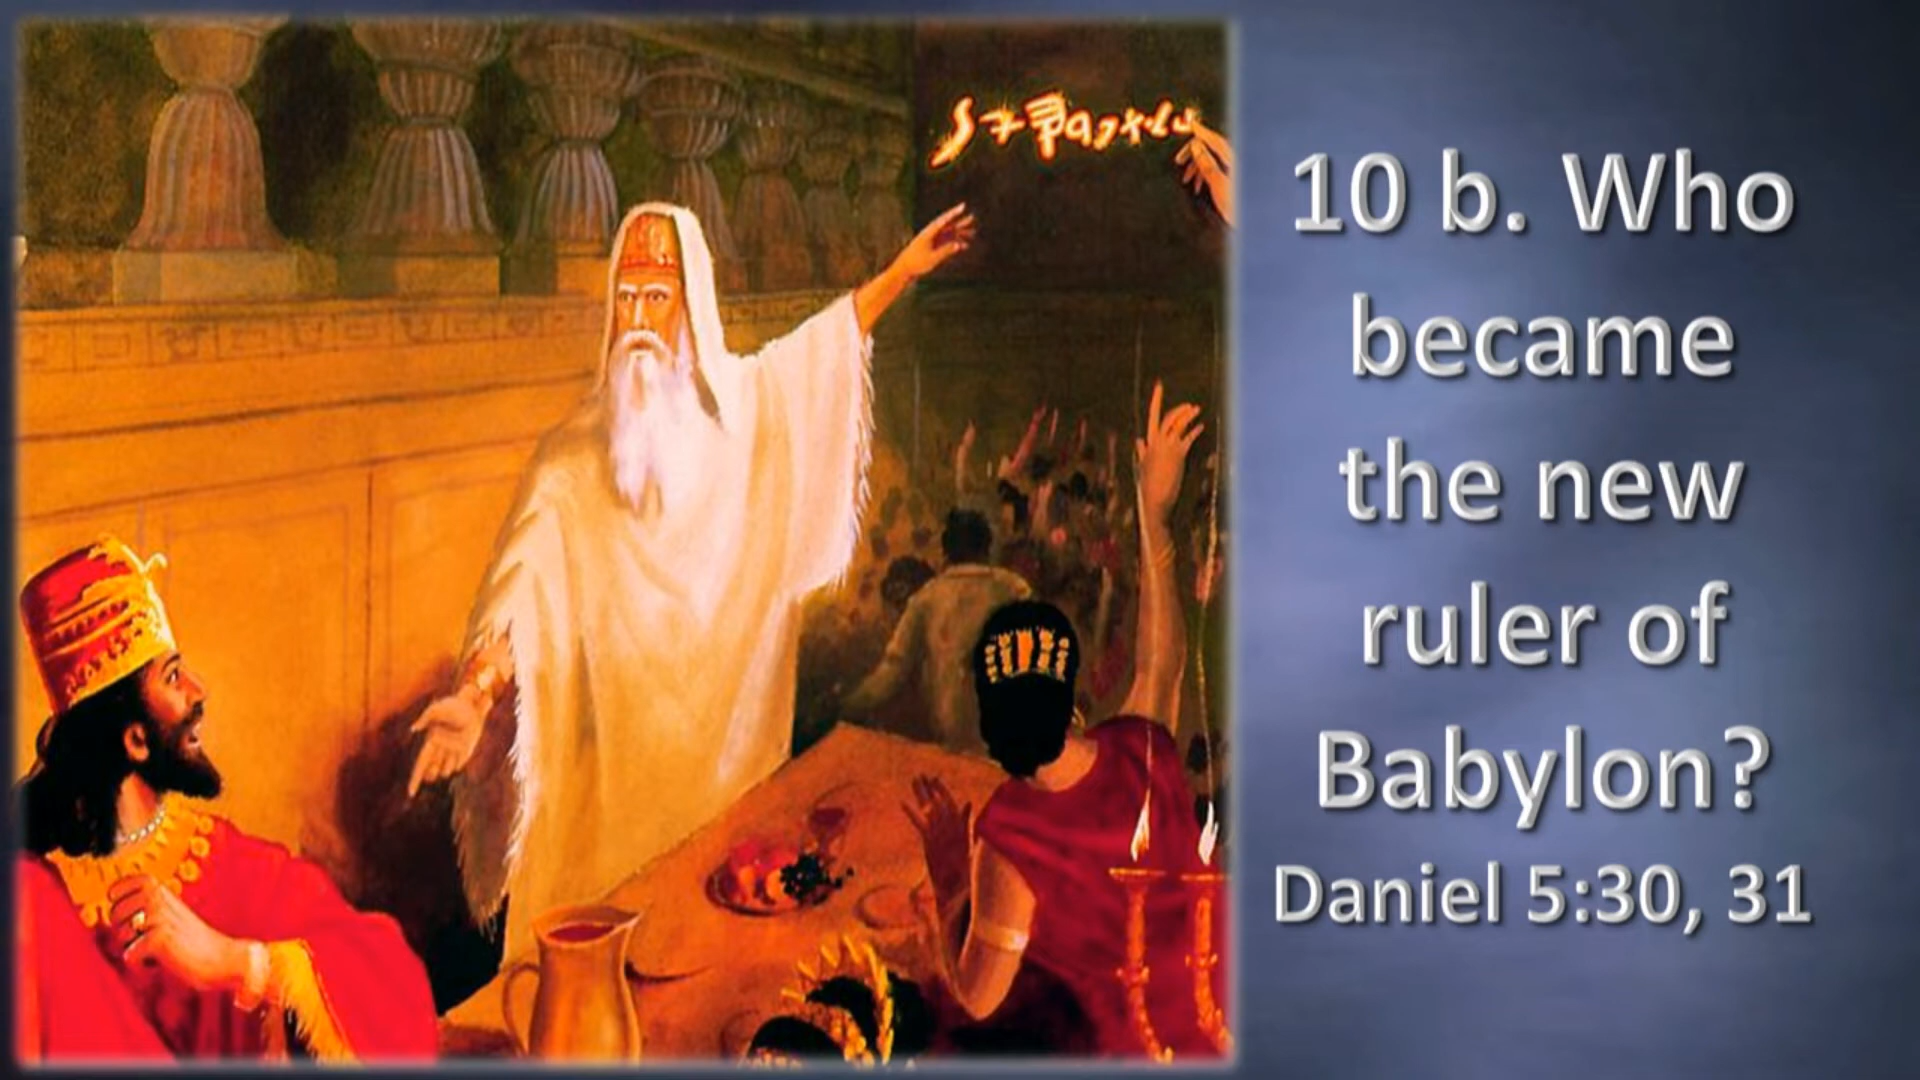 10 b. Who
became
the new
ruler of
Babylon?
Daniel 5:30, 31